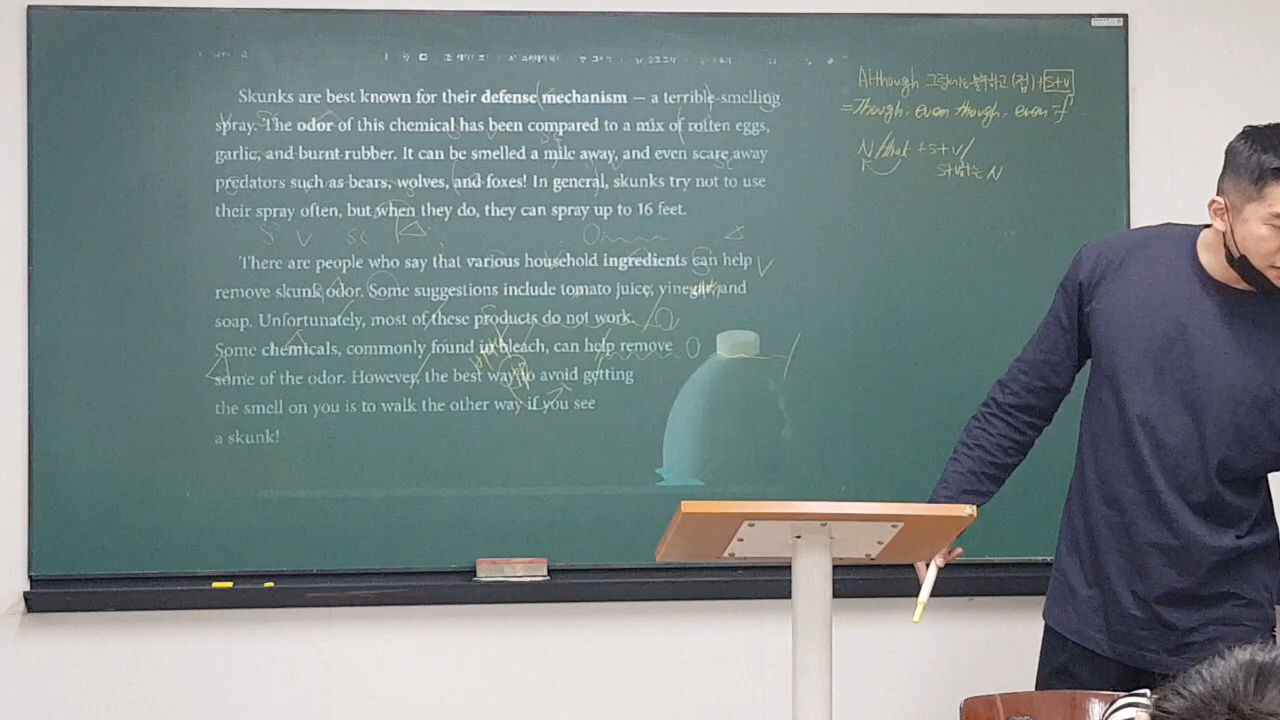 Skunks are best known for their defense mechanism — a terrible-smelling
spray. The odor of this chemical has been compared to a mix of rotten eggs,
garlic, and burnt rubber. It can be smelled a mile away, and even scare away
predators such as bears, wolves, and foxes! In general, skunks try not to use
their spray often, but when they do, they can spray up to 16 feet.
There are people who say that various household ingredients can help
remove skunk odor. Some suggestions include tomato juice, vinegar, and
soap. Unfortunately, most of these products do not work.
Some chemicals, commonly found in bleach, can help remove
some of the odor. However, the best way to avoid getting
the smell on you is to walk the other way if you see
a skunk!
Although 그럼에도 불구하고 (접) + S+V
= Though, even though, even if
N/that +S+V/
S+V하는 N